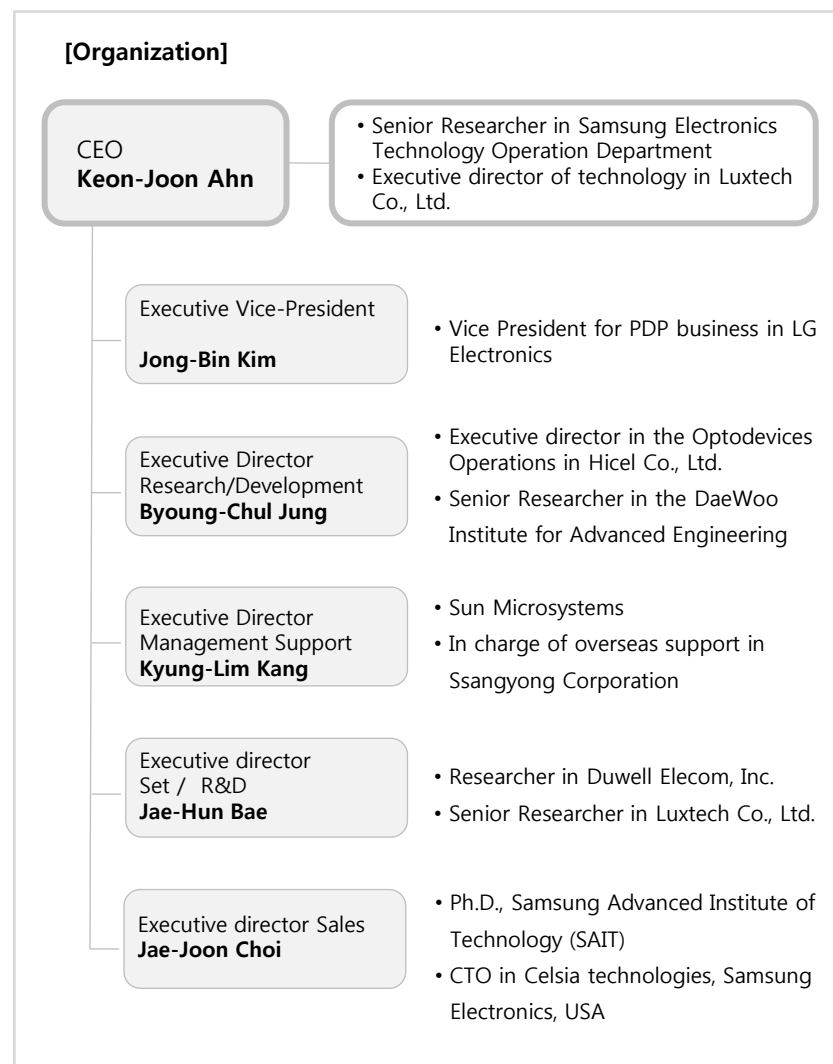 [Organization]
CEO
Keon-Joon Ahn
• Senior Researcher in Samsung Electronics
Technology Operation Department
• Executive director of technology in Luxtech
Co., Ltd.
Executive Vice-President
Jong-Bin Kim
• Vice President for PDP business in LG
Electronics
Executive Director
Research/Development
Byoung-Chul Jung
• Executive director in the Optodevices
Operations in Hicel Co., Ltd.
• Senior Researcher in the DaeWoo
Institute for Advanced Engineering
Executive Director
Management Support
Kyung-Lim Kang
• Sun Microsystems
• In charge of overseas support in
Ssangyong Corporation
Executive director
Set / R&D
Jae-Hun Bae
• Researcher in Duwell Elecom, Inc.
• Senior Researcher in Luxtech Co., Ltd.
Executive director Sales
Jae-Joon Choi
• Ph.D., Samsung Advanced Institute of
Technology (SAIT)
• CTO in Celsia technologies, Samsung
Electronics, USA